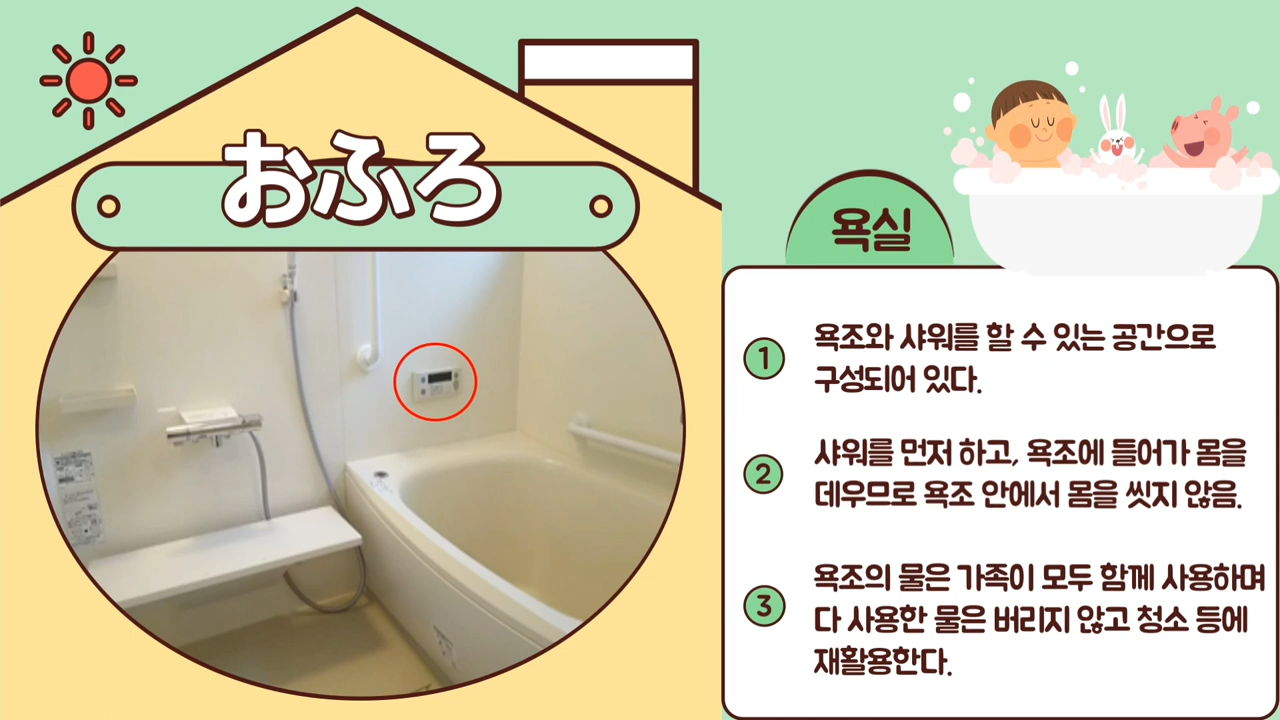 おふろ
욕실
1 욕조와 샤워를 할 수 있는 공간으로
구성되어 있다.
2 샤워를 먼저 하고, 욕조에 들어가 몸을
데우므로 욕조 안에서 몸을 씻지 않음.
3 욕조의 물은 가족이 모두 함께 사용하며
다 사용한 물은 버리지 않고 청소 등에
재활용한다.